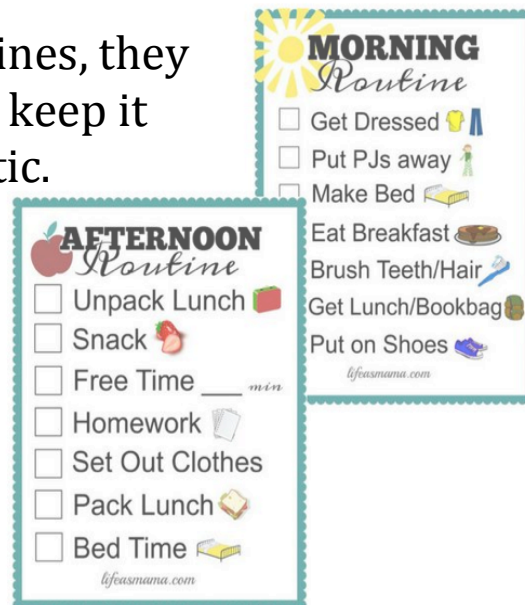 ines, they
keep it
tic.
MORNING
Routine
Get Dressed
Put PJs away
Make Bed
Eat Breakfast
Brush Teeth/Hair
Get Lunch/Bookbag
Put on Shoes
lifeasmama.com
AFTERNOON
Routine
Unpack Lunch
Snack
Free Time ___ min
Homework
Set Out Clothes
Pack Lunch
Bed Time
lifeasmama.com